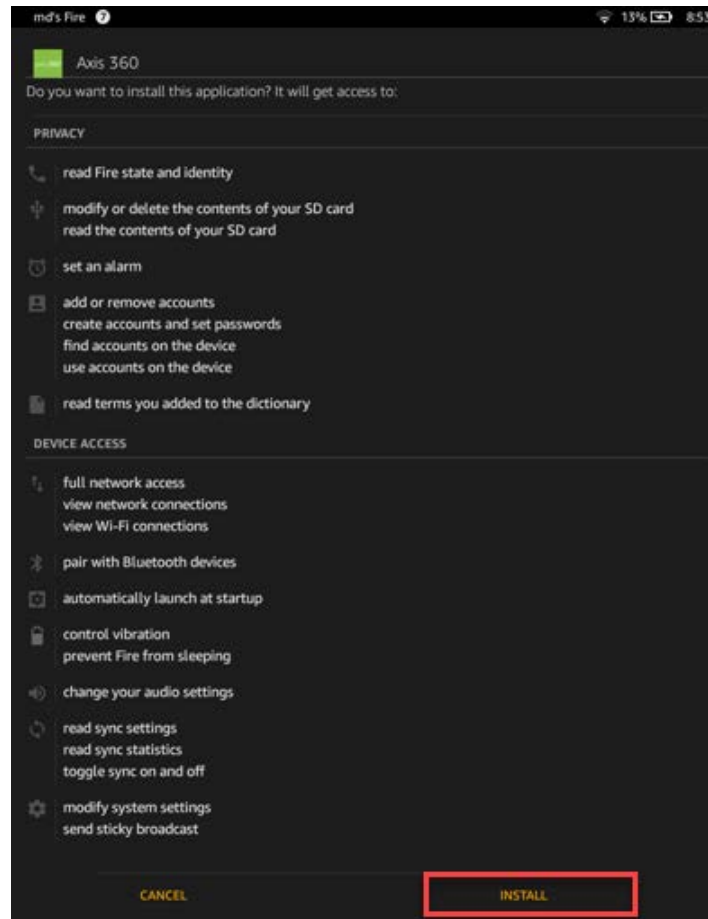 md's Fire ? 13% 8:53
Axis 360
Do you want to install this application? It will get access to:
PRIVACY
read Fire state and identity
modify or delete the contents of your SD card
read the contents of your SD card
set an alarm
add or remove accounts
create accounts and set passwords
find accounts on the device
use accounts on the device
read terms you added to the dictionary
DEVICE ACCESS
full network access
view network connections
view Wi-Fi connections
pair with Bluetooth devices
automatically launch at startup
control vibration
prevent Fire from sleeping
change your audio settings
read sync settings
read sync statistics
toggle sync on and off
modify system settings
send sticky broadcast
CANCEL INSTALL